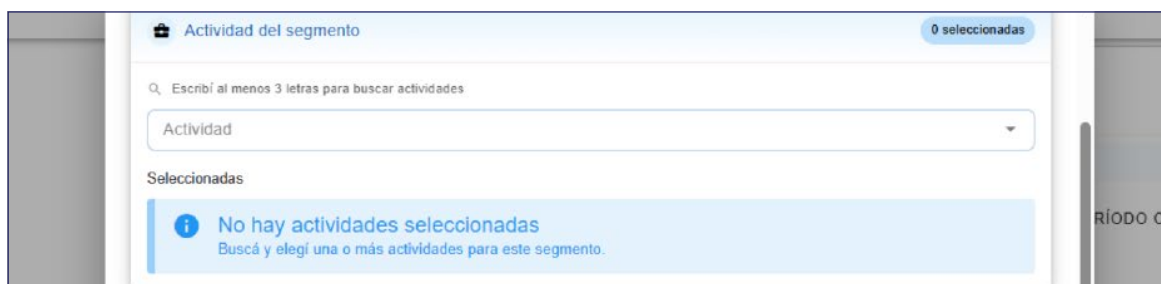 Actividad del segmento
0 seleccionadas
Escribí al menos 3 letras para buscar actividades
Actividad
Seleccionadas
No hay actividades seleccionadas
Buscá y elegí una o más actividades para este segmento.